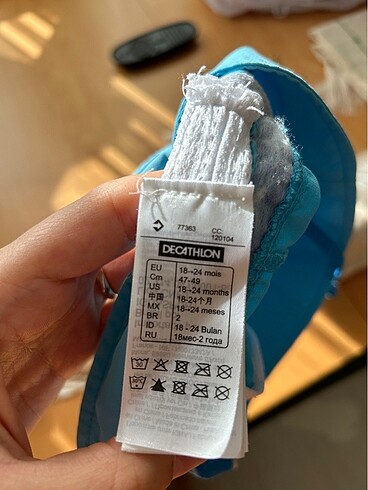 77363 CC:
120104
DECATHLON
EU 18→24 mois
Cm 47-49
US 18→24 months
中国 18-24个月
MX 18→24 meses
BR 2
ID 18 - 24 Bulan
RU 18мес-2 года
30